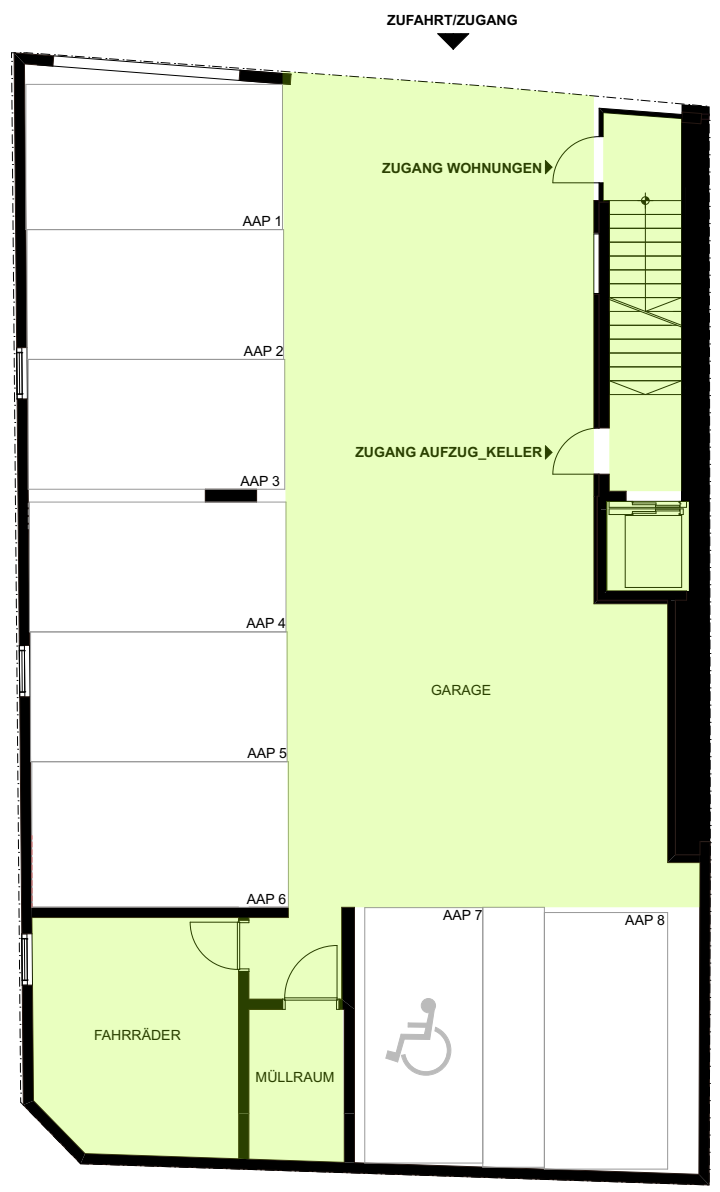 ZUFAHRT/ZUGANG
ZUGANG WOHNUNGEN
AAP 1
AAP 2
ZUGANG AUFZUG_KELLER
AAP 3
AAP 4
GARAGE
AAP 5
AAP 6
AAP 7
AAP 8
FAHRRÄDER
MÜLLRAUM